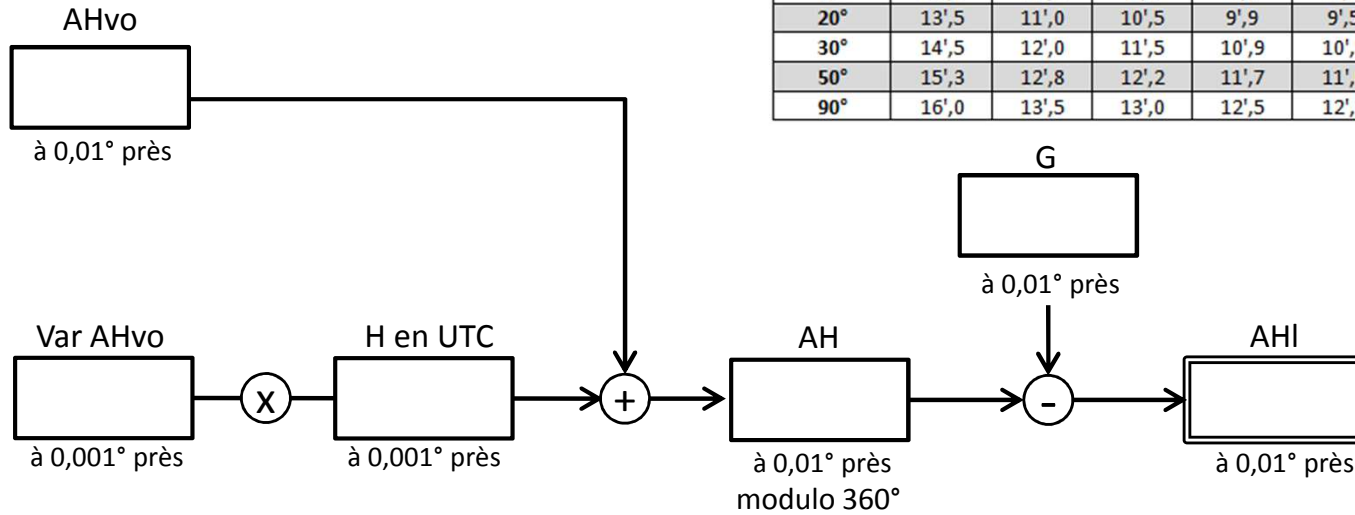 AHvo
à 0,01° près
20° 13',5 11',0 10',5 9',9
30° 14',5 12',0 11',5 10',9
50° 15',3 12',8 12',2 11',7
90° 16',0 13',5 13',0 12',5
G
à 0,01° près
Var AHvo
à 0,001° près
X
H en UTC
à 0,001° près
+
AH
à 0,01° près
modulo 360°
-
AHl
à 0,01° près